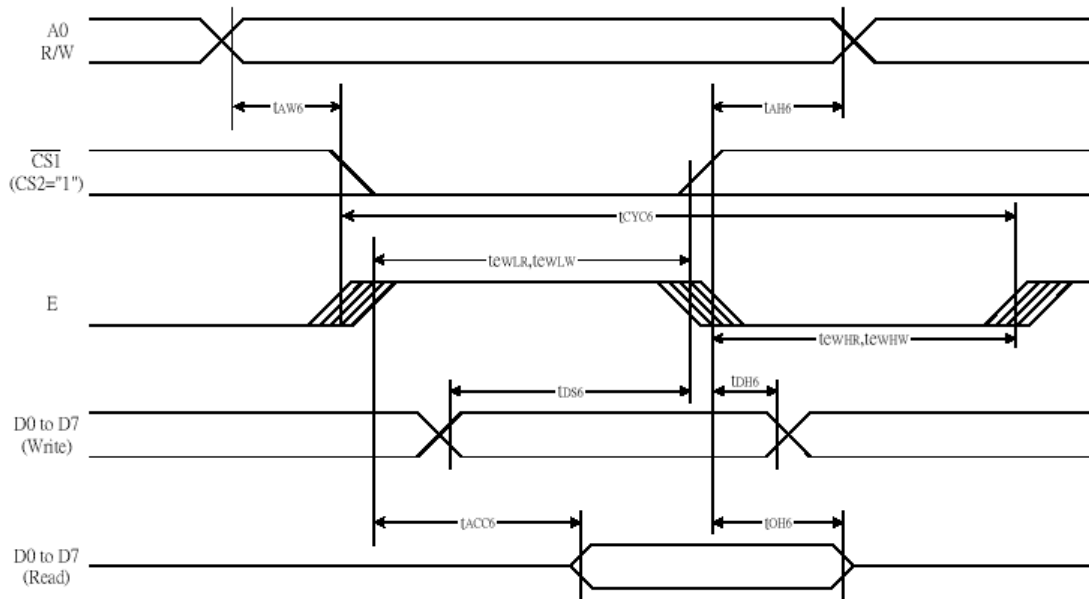 A0
R/W
tAW6
tAH6
CS1
(CS2="1")
tCYC6
tewLR,tewLW
E
tewHR,tewHW
tDS6
tDH6
D0 to D7
(Write)
tACC6
tOH6
D0 to D7
(Read)